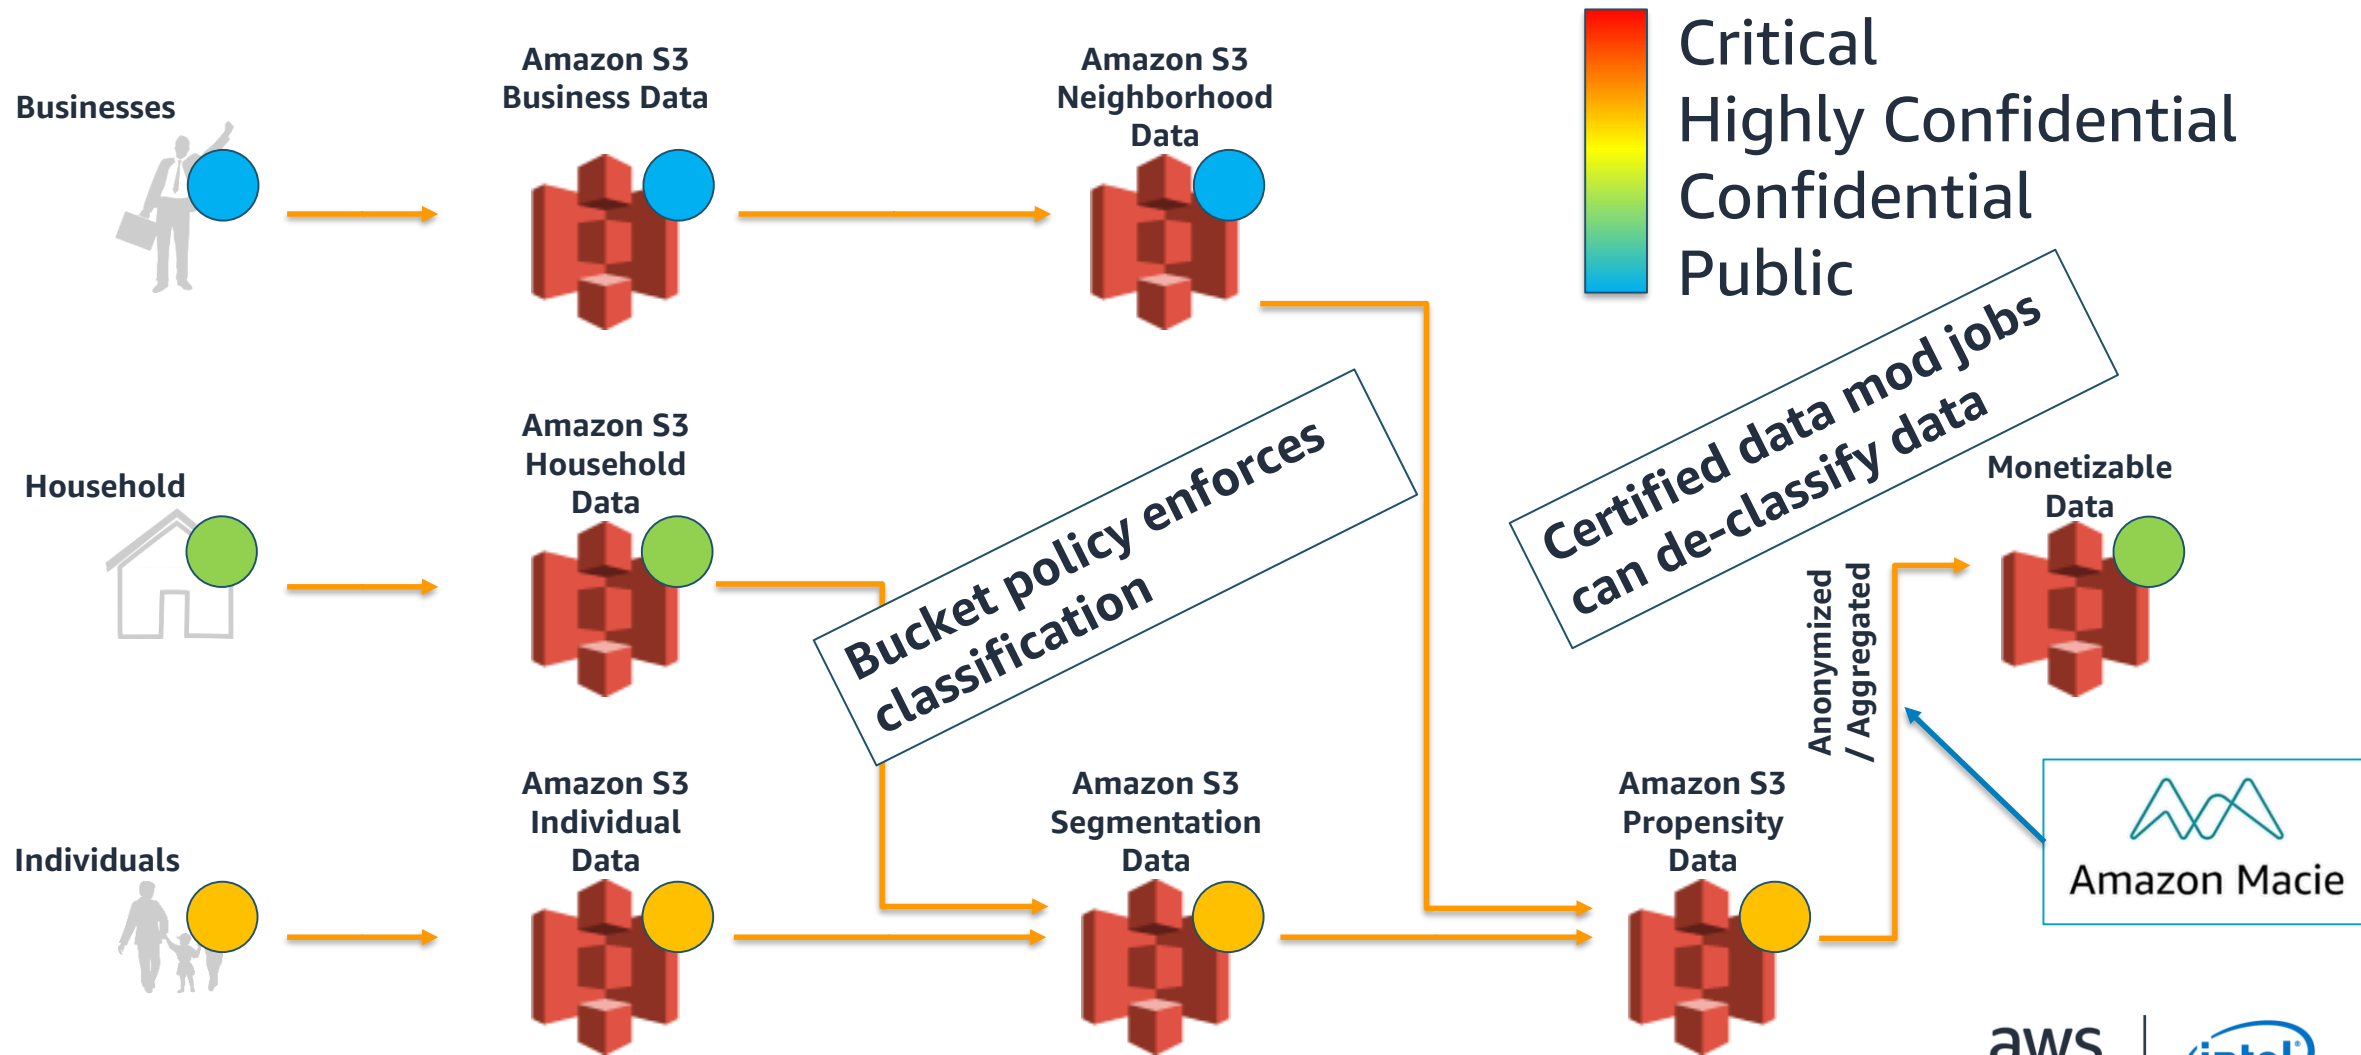 Businesses
Amazon S3
Business Data
Amazon S3
Neighborhood
Data
Critical
Highly Confidential
Confidential
Public
Household
Amazon S3
Household
Data
Bucket policy enforces
classification
Certified data mod jobs
can de-classify data
Monetizable
Data
Anonymized
/ Aggregated
Individuals
Amazon S3
Individual
Data
Amazon S3
Segmentation
Data
Amazon S3
Propensity
Data
Amazon Macie
aws
intel